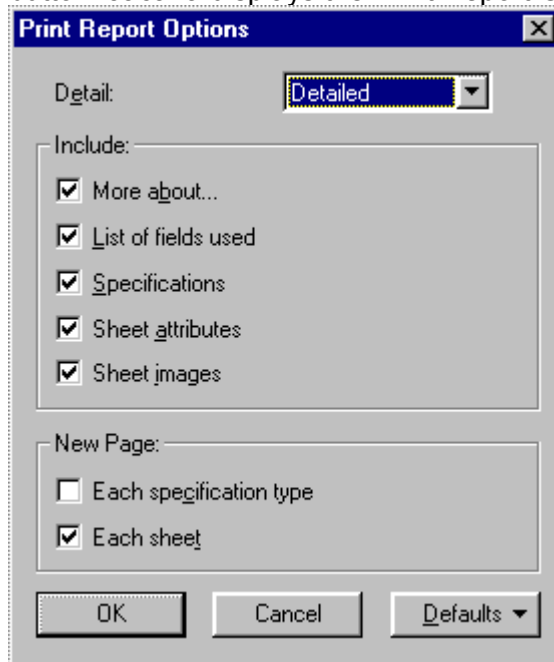 Print Report Options
Detail: Detailed
Include:
More about...
List of fields used
Specifications
Sheet attributes
Sheet images
New Page:
Each specification type
Each sheet
OK Cancel Defaults